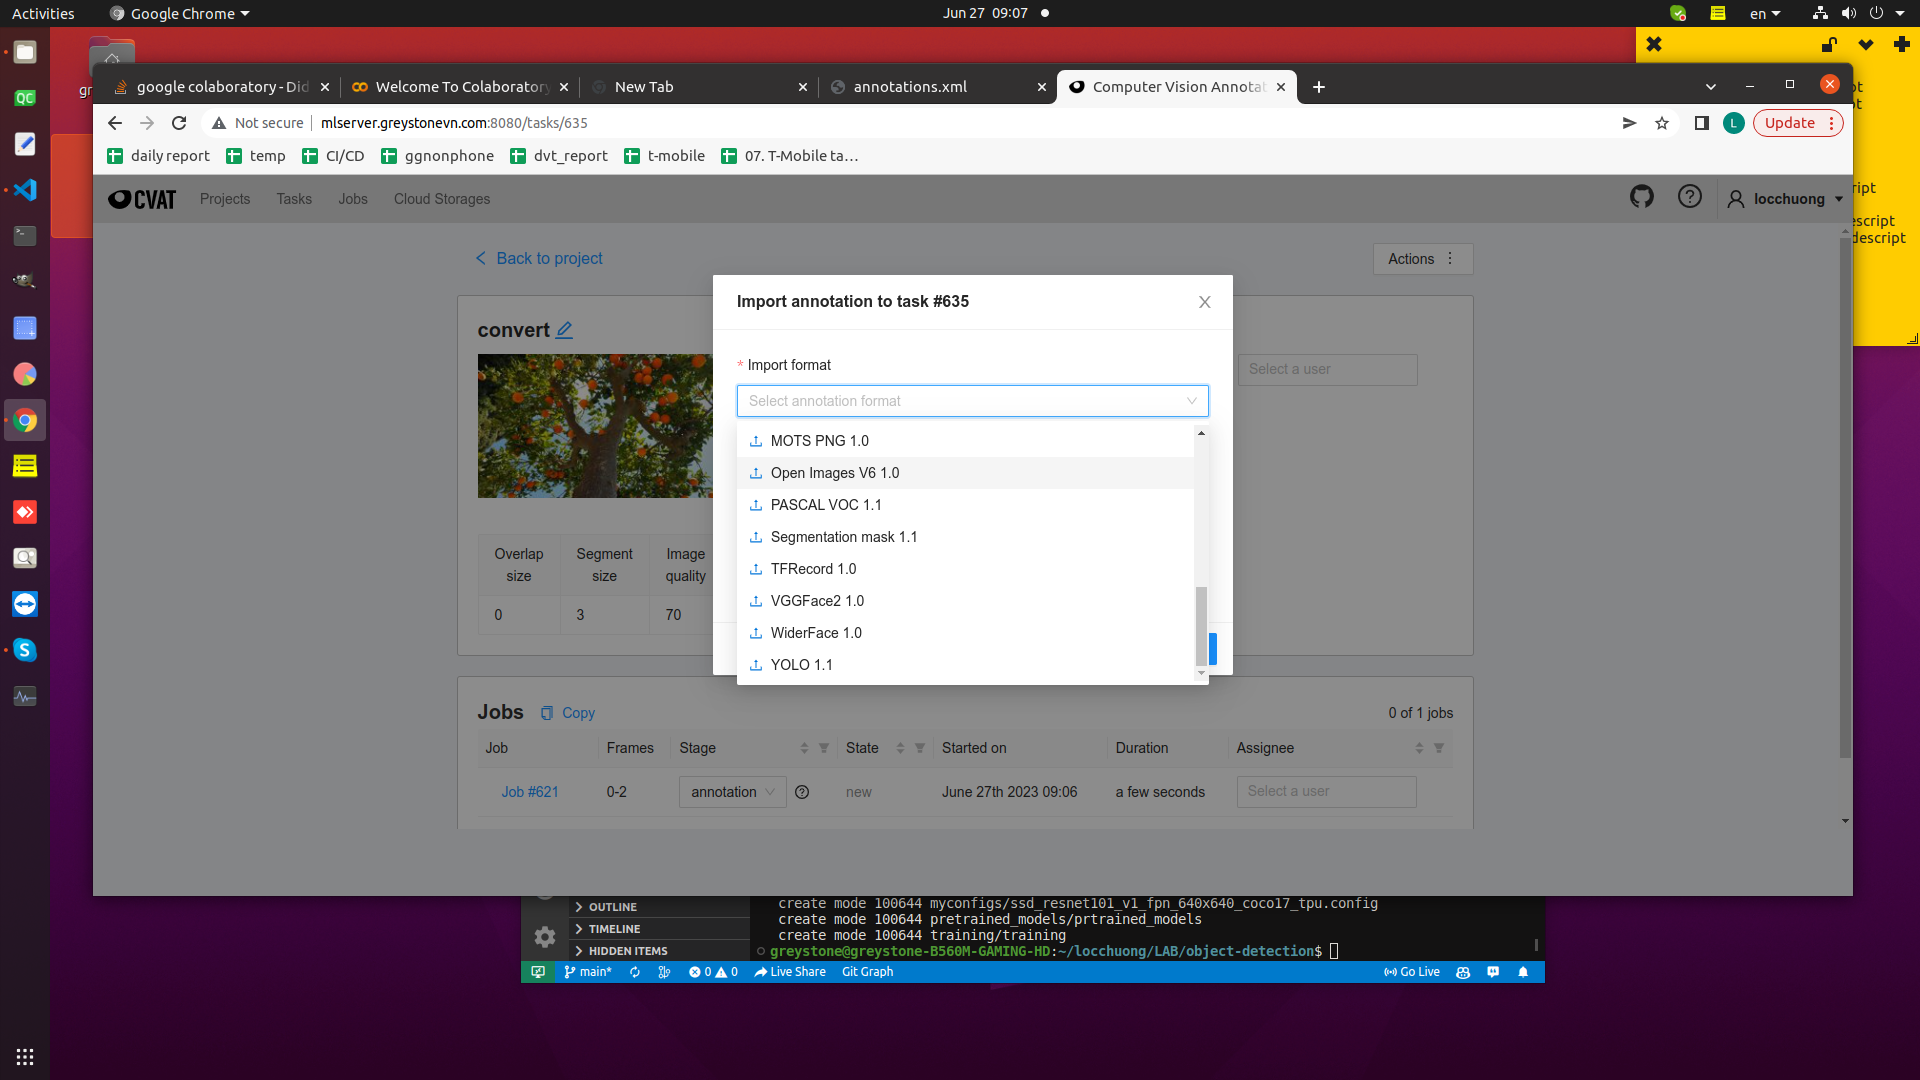 Activities
Google Chrome
Jun 27 09:07
en
google colaboratory - Did
Welcome To Colaboratory
New Tab
annotations.xml
Computer Vision Annotat
Not secure
mlserver.greystonevn.com:8080/tasks/635
L
Update
daily report
temp
CI/CD
ggnonphone
dvt_report
t-mobile
07. T-Mobile ta...
CVAT
Projects
Tasks
Jobs
Cloud Storages
locchuong
ript
escript
descript
Back to project
Actions
convert
Select a user
Overlap size
Segment size
Image quality
0
3
70
Import annotation to task #635
* Import format
Select annotation format
MOTS PNG 1.0
Open Images V6 1.0
PASCAL VOC 1.1
Segmentation mask 1.1
TFRecord 1.0
VGGFace2 1.0
WiderFace 1.0
YOLO 1.1
Jobs
Copy
0 of 1 jobs
Job
Frames
Stage
State
Started on
Duration
Assignee
Job #621
0-2
annotation
new
June 27th 2023 09:06
a few seconds
Select a user
OUTLINE
TIMELINE
HIDDEN ITEMS
create mode 100644 myconfigs/ssd_resnet101_v1_fpn_640x640_coco17_tpu.config
create mode 100644 pretrained_models/prtrained_models
create mode 100644 training/training
greystone@greystone-B560M-GAMING-HD:~/locchuong/LAB/object-detection$
main*
0
0
Live Share
Git Graph
Go Live